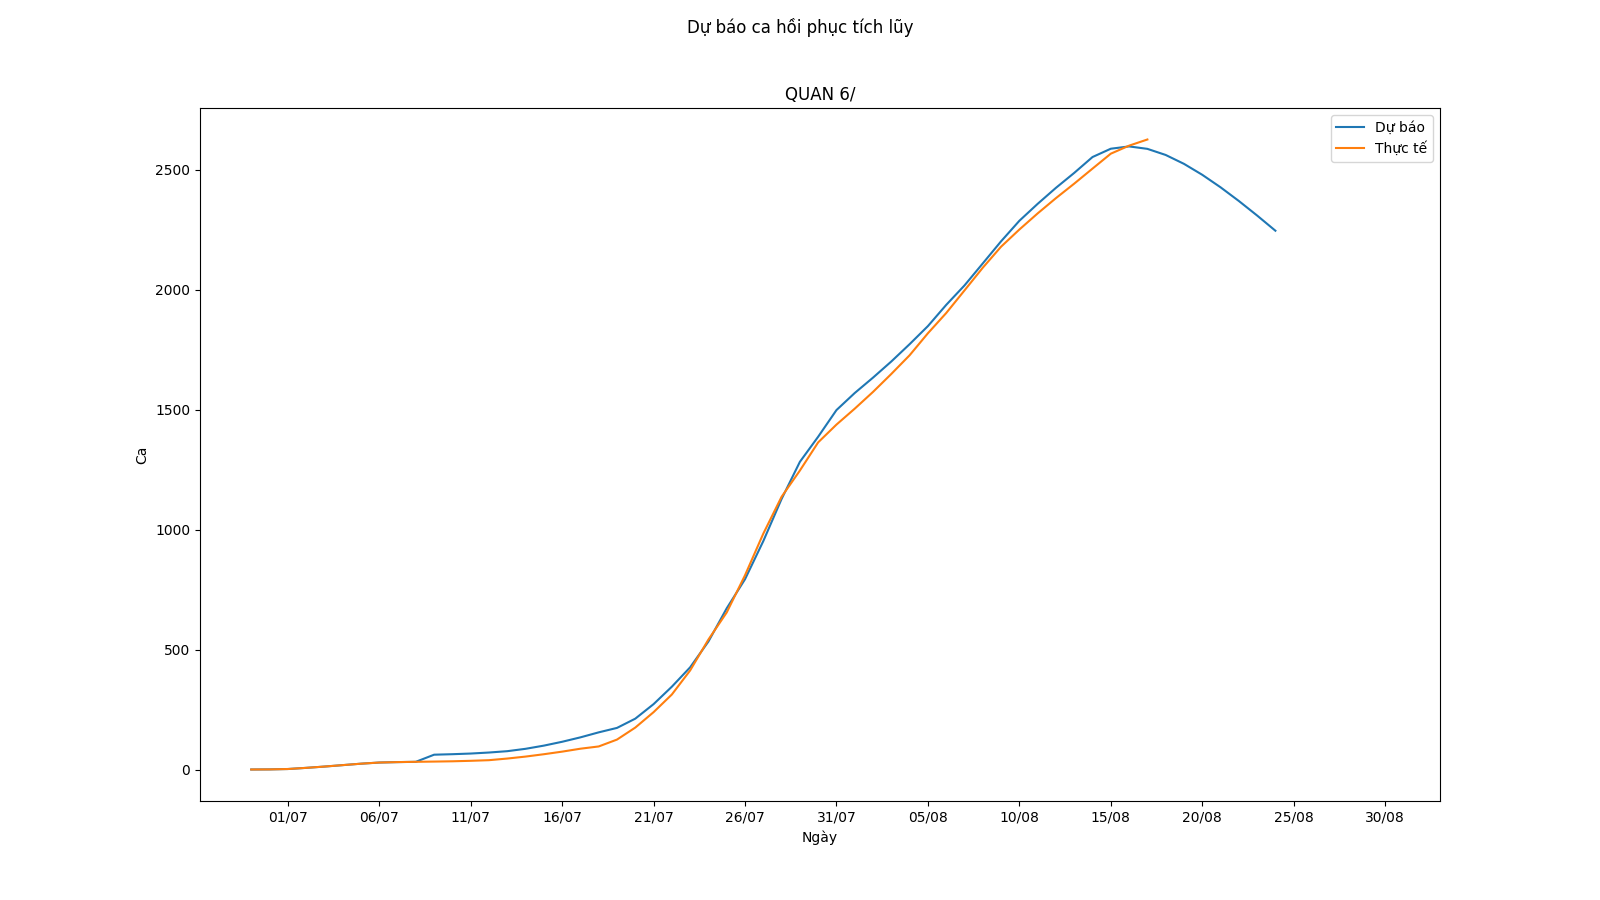 Dự báo ca hồi phục tích lũy
QUAN 6/
Dự báo
Thực tế
2500
2000
1500
1000
500
0
Ca
01/07 06/07 11/07 16/07 21/07 26/07 31/07 05/08 10/08 15/08 20/08 25/08 30/08
Ngày